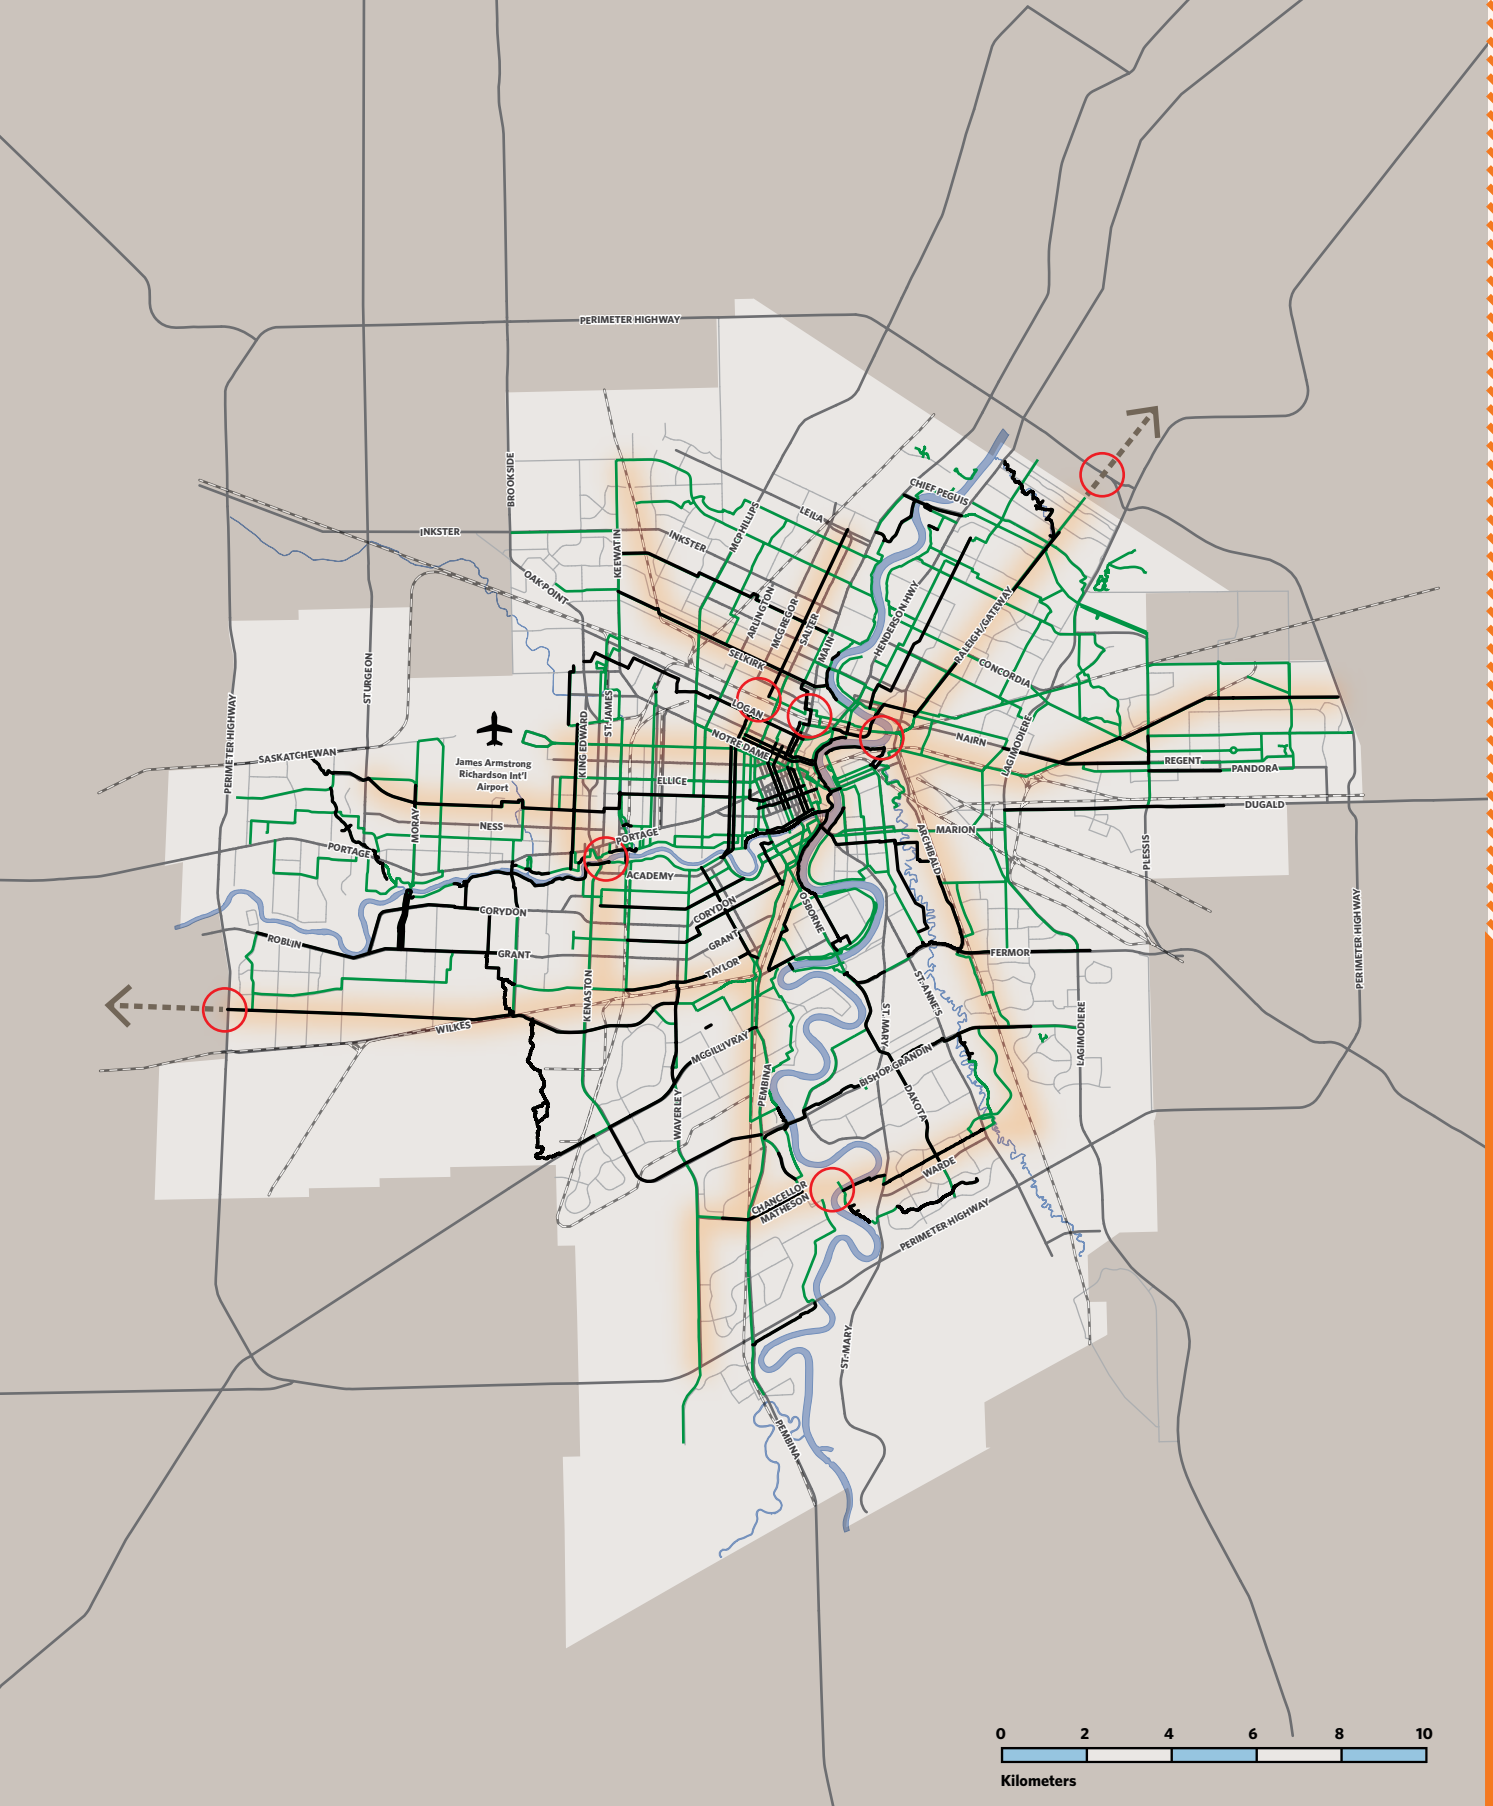 PERIMETER HIGHWAY
BROOKSIDE
CHIEF PEGUIS
LEILA
MCPHILLIPS
INKSTER
KEEWATIN
INKSTER
OAK POINT
ARLINGTON
MCGREGOR
SALTER
MAIN
HENDERSON HWY
RALEIGH/GATEWAY
SELKIRK
CONCORDIA
STURGEON
PERIMETER HIGHWAY
ST. JAMES
KING EDWARD
LOGAN
NOTRE DAME
NAIRN
LAGIMODIERE
SASKATCHEWAN
James Armstrong
Richardson Int'l
Airport
ELLICE
REGENT
PANDORA
DUGALD
MORAY
NESS
PORTAGE
PORTAGE
MARION
ARCHIBALD
PLESSIS
ACADEMY
CORYDON
CORYDON
OSBORNE
ROBLIN
GRANT
GRANT
TAYLOR
FERMOR
PERIMETER HIGHWAY
KENASTON
ST. ANNE'S
ST. MARY
WILKES
MCGILLIVRAY
LAGIMODIERE
BISHOP GRANDIN
PEMBINA
WAVERLEY
DAKOTA
WARDE
CHANCELLOR
MATHESON
PERIMETER HIGHWAY
ST. MARY
PEMBINA
0 2 4 6 8 10
Kilometers